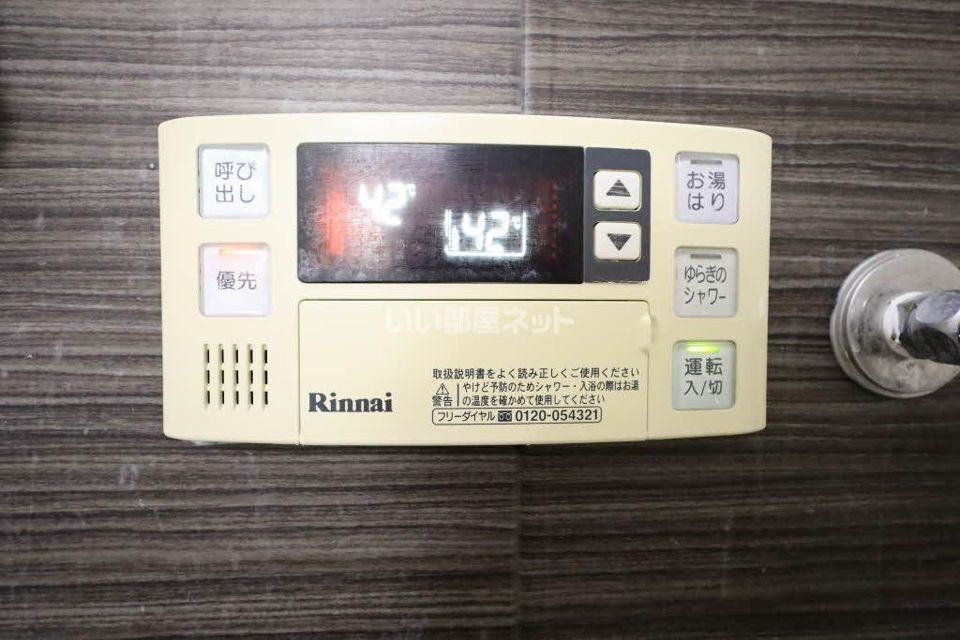 呼び
出し
優先
42°
42°
お湯
はり
ゆらぎの
シャワー
運転
入/切
いい部屋ネット
取扱説明書をよく読み正しくご使用ください
警告
やけど予防のためシャワー・入浴の際はお湯
の温度を確かめて使用してください
フリーダイヤル 0120-054321
Rinnai